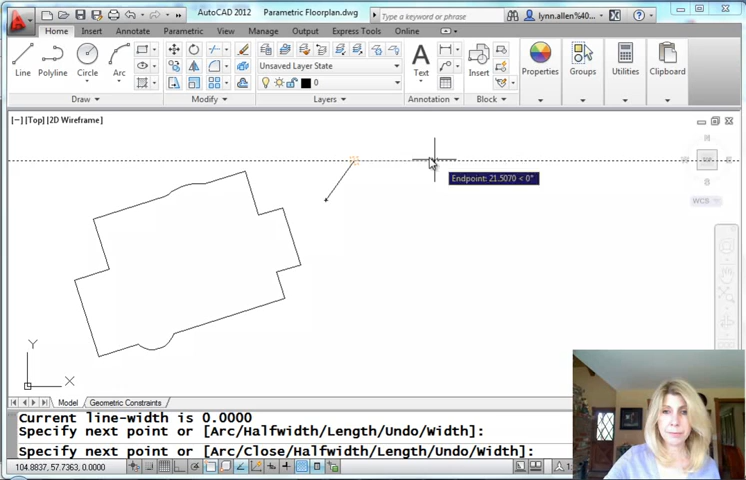 AutoCAD 2012 Parametric Floorplan.dwg
Type a keyword or phrase
lynn.allen%40...
Home Insert Annotate Parametric View Manage Output Express Tools Online
Line Polyline Circle Arc
Unsaved Layer State
0
Text Insert Properties Groups Utilities Clipboard
Draw Modify Layers Annotation Block
[−] [Top] [2D Wireframe]
N
W TOP E
S
WCS
Endpoint: 21.5070 < 0°
Y
X
Model Geometric Constraints
Current line-width is 0.0000
Specify next point or [Arc/Halfwidth/Length/Undo/Width]:
Specify next point or [Arc/Close/Halfwidth/Length/Undo/Width]:
104.8837, 57.7363, 0.0000